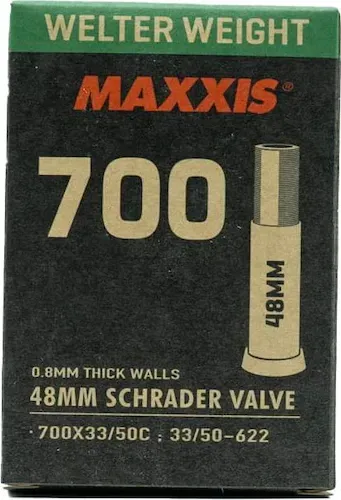 WELTER WEIGHT
MAXXIS®
700
48MM
0.8MM THICK WALLS
48MM SCHRADER VALVE
· 700X33/50C : 33/50-622